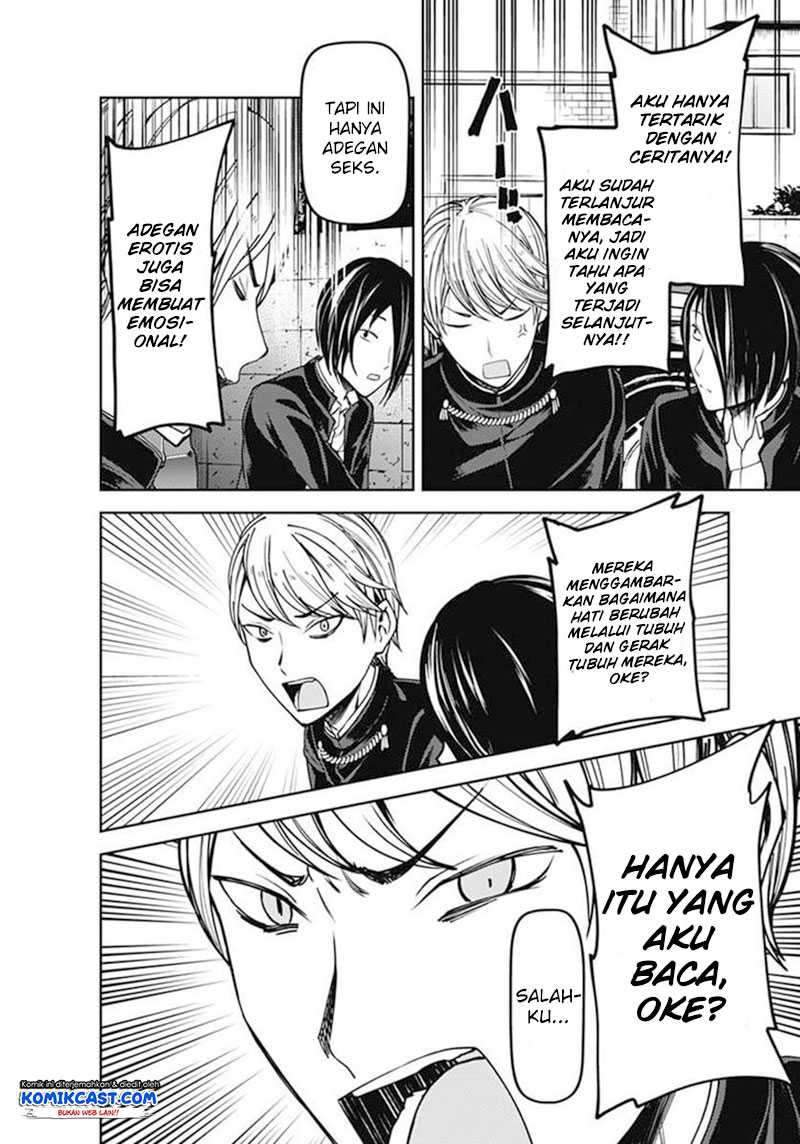 AKU HANYA
TERTARIK
DENGAN
CERITANYA!
AKU SUDAH
TERLANJUR
MEMBACA-
NYA, JADI
AKU INGIN
TAHU APA
YANG
TERJADI
SELANJUT-
NYA!!
TAPI INI
HANYA
ADEGAN
SEKS.
ADEGAN
EROTIS
JUGA
BISA
MEMBUAT
EMOSI-
ONAL!
MEREKA
MENGGAMBAR-
KAN BAGAIMANA
HATI BERUBAH
MELALUI TUBUH
DAN GERAK
TUBUH MEREKA,
OKE?
HANYA
ITU YANG
AKU
BACA,
OKE?
SALAH-
KU...
Komik ini diterjemahkan & diedit oleh
KOMIKCAST.COM
BUKAN WEB LAIN!!